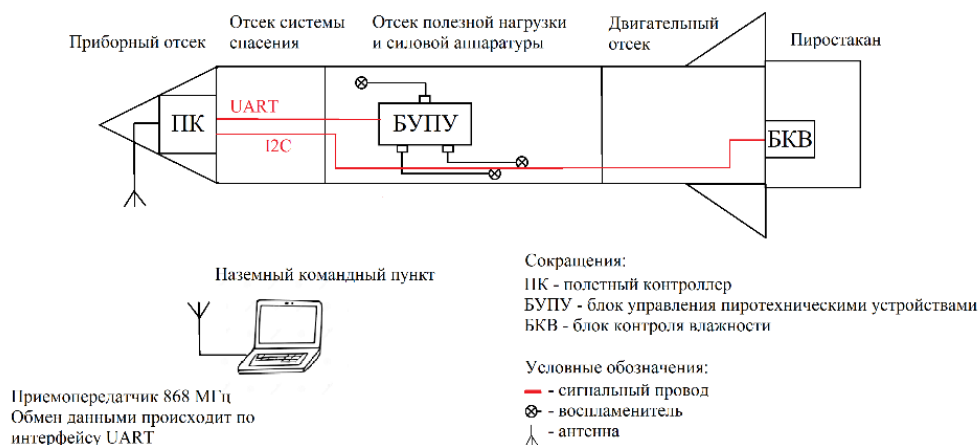 Приборный отсек
Отсек системы
спасения
Отсек полезной нагрузки
и силовой аппаратуры
Двигательный
отсек
Пиростакан
UART
ПК
БУПУ
I2C
БКВ
Наземный командный пункт
Приемопередатчик 868 МГц
Обмен данными происходит по
интерфейсу UART
Сокращения:
ПК - полетный контроллер
БУПУ - блок управления пиротехническими устройствами
БКВ - блок контроля влажности
Условные обозначения:
- сигнальный провод
- воспламенитель
- антенна